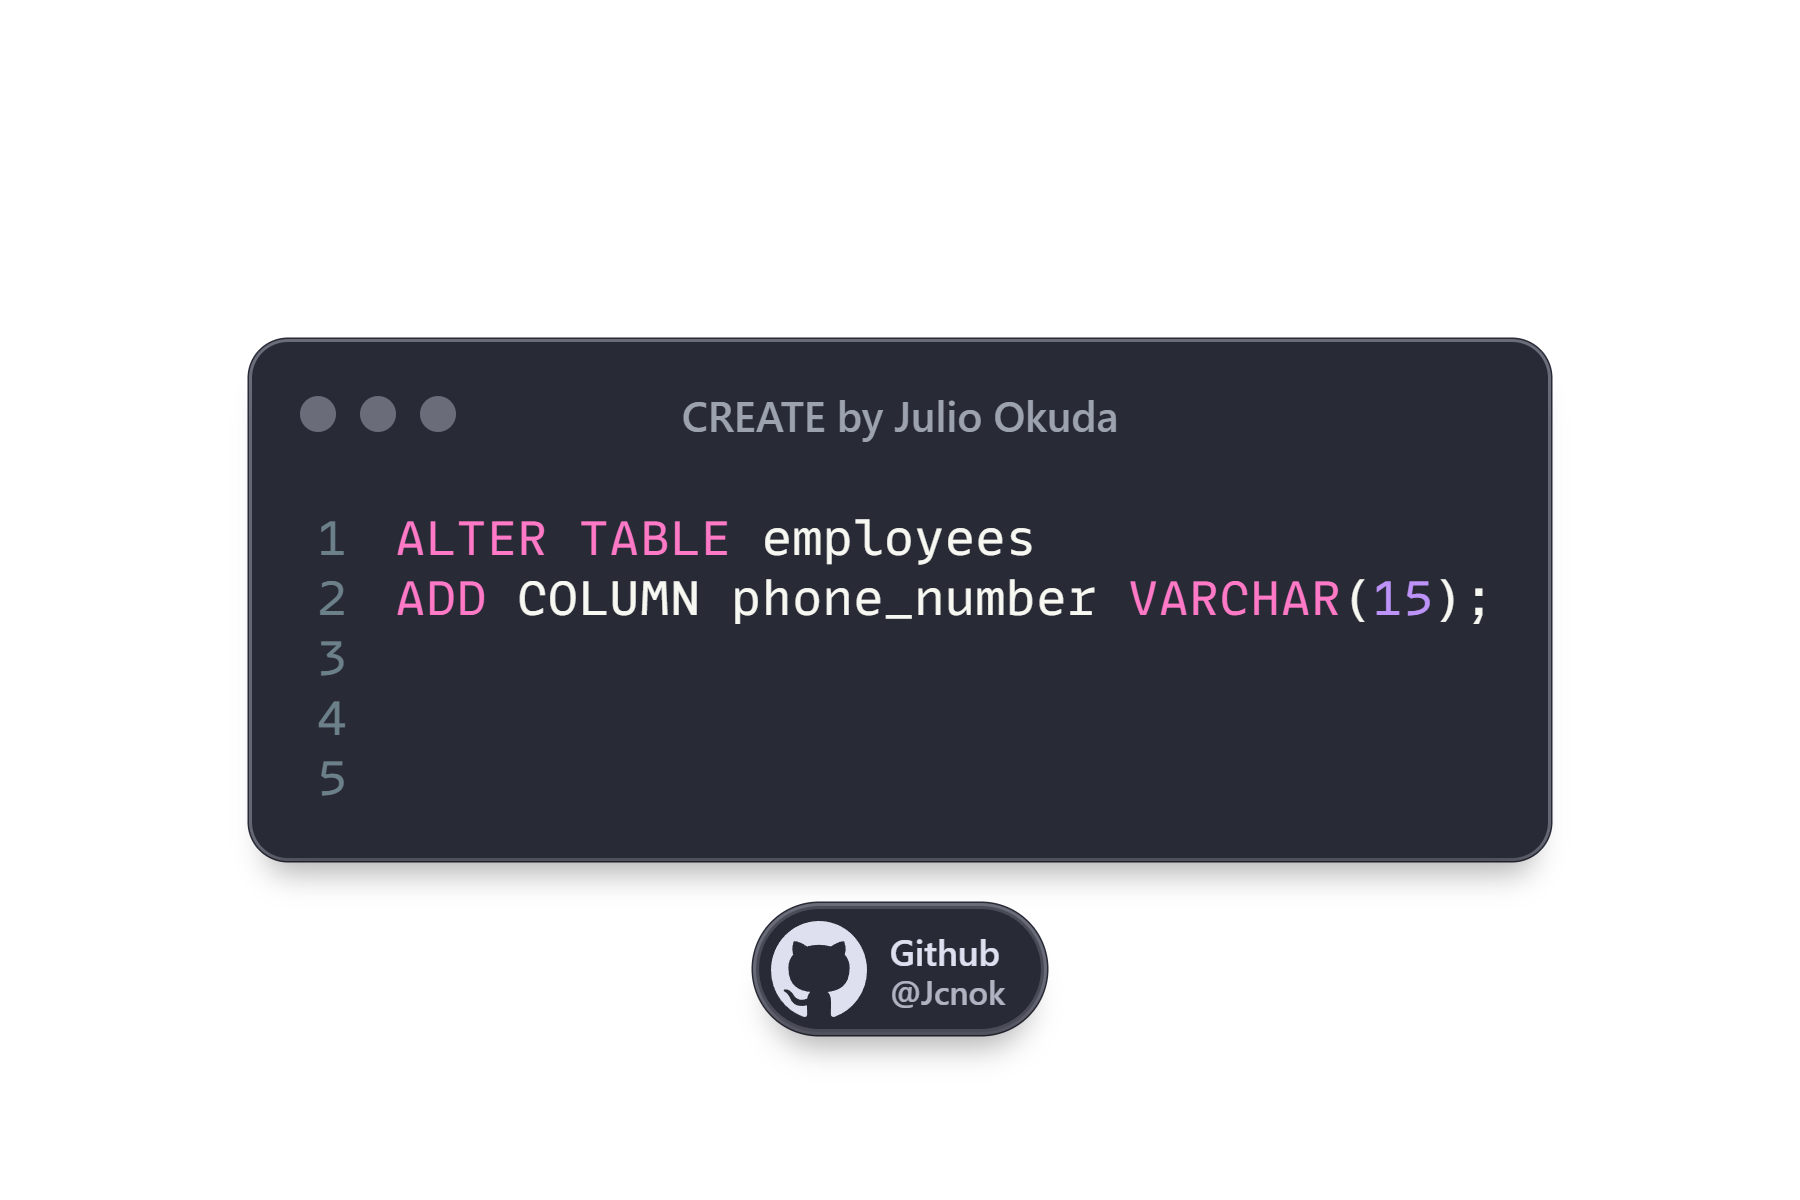 CREATE by Julio Okuda
1 ALTER TABLE employees
2 ADD COLUMN phone_number VARCHAR(15);
3
4
5
Github
@Jcnok